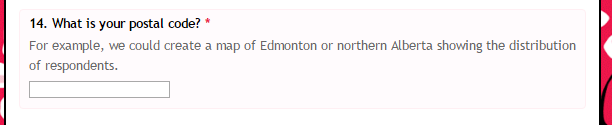 14. What is your postal code? *
For example, we could create a map of Edmonton or northern Alberta showing the distribution
of respondents.